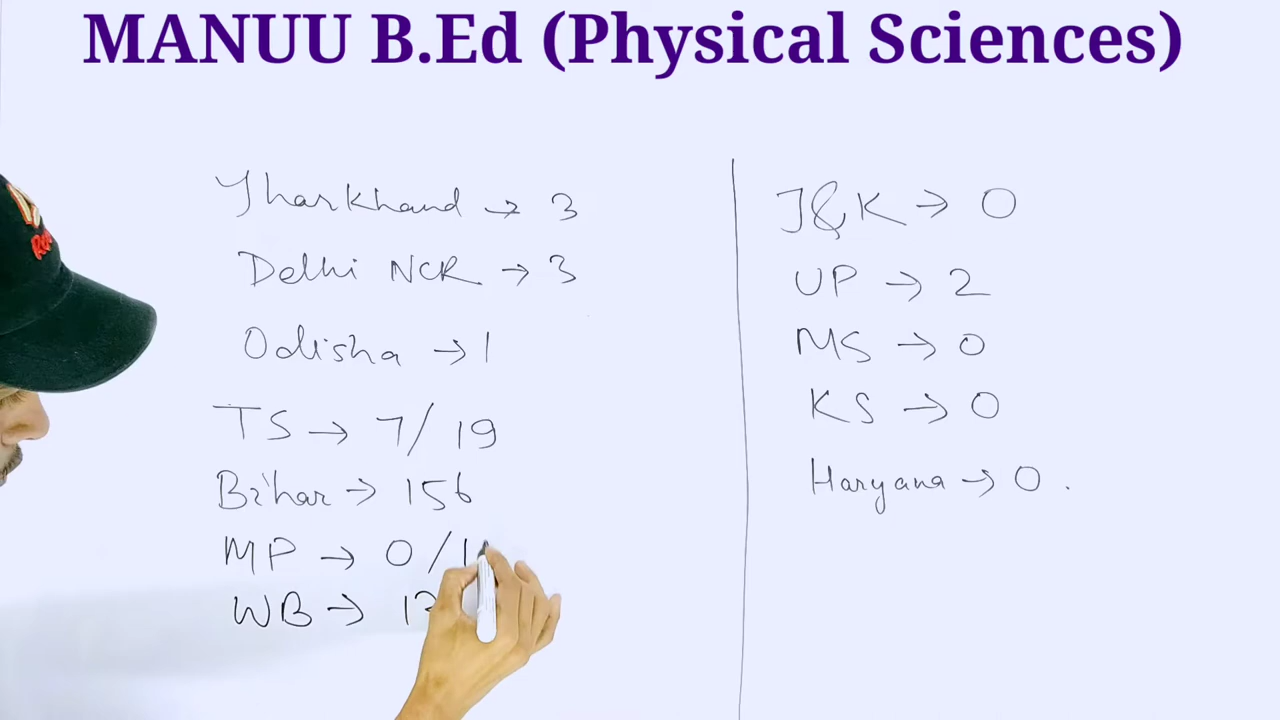 MANUU B.Ed (Physical Sciences)
Jharkhand → 3
Delhi NCR → 3
Odisha → 1
TS → 7/19
Bihar → 156
MP → 0/1
WB →
J&K → 0
UP → 2
MS → 0
KS → 0
Haryana → 0.